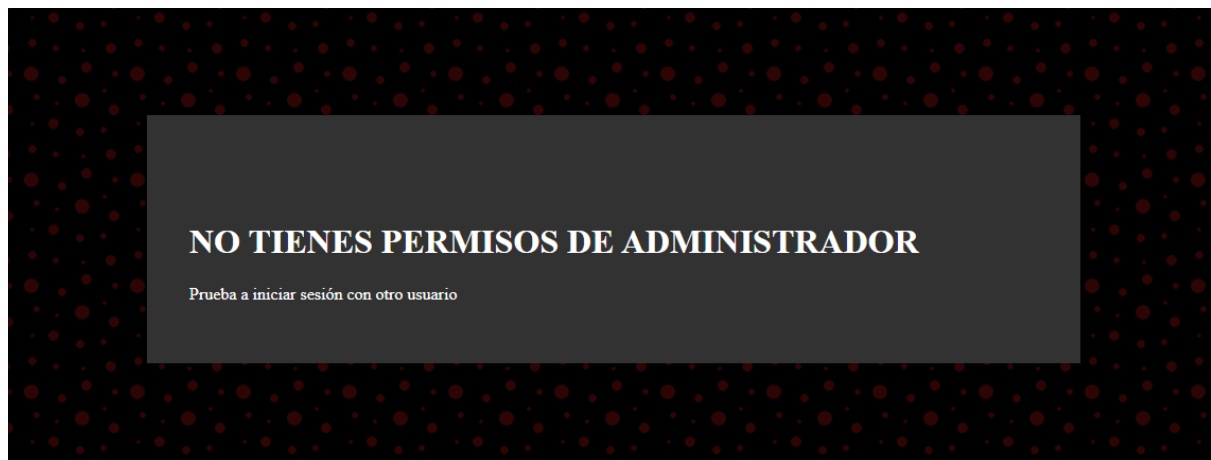 NO TIENES PERMISOS DE ADMINISTRADOR
Prueba a iniciar sesión con otro usuario